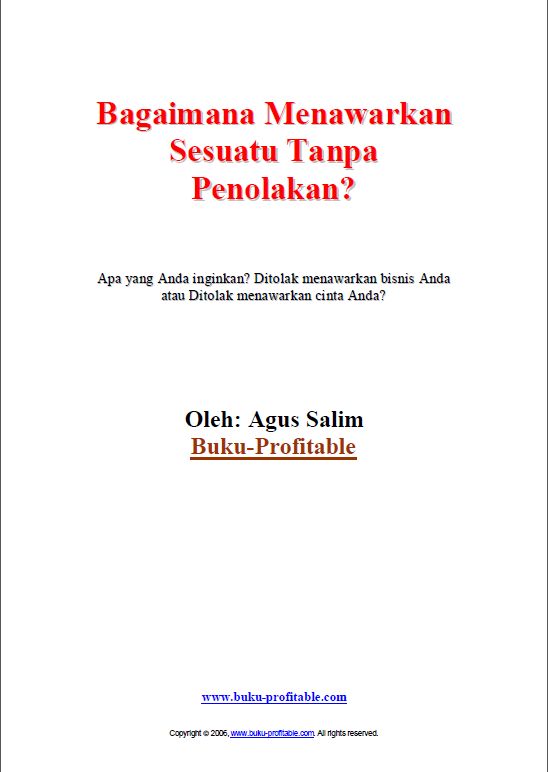 Bagaimana Menawarkan
Sesuatu Tanpa
Penolakan?
Apa yang Anda inginkan? Ditolak menawarkan bisnis Anda
atau Ditolak menawarkan cinta Anda?
Oleh: Agus Salim
Buku-Profitable
www.buku-profitable.com
Copyright © 2006, www.buku-profitable.com. All rights reserved.